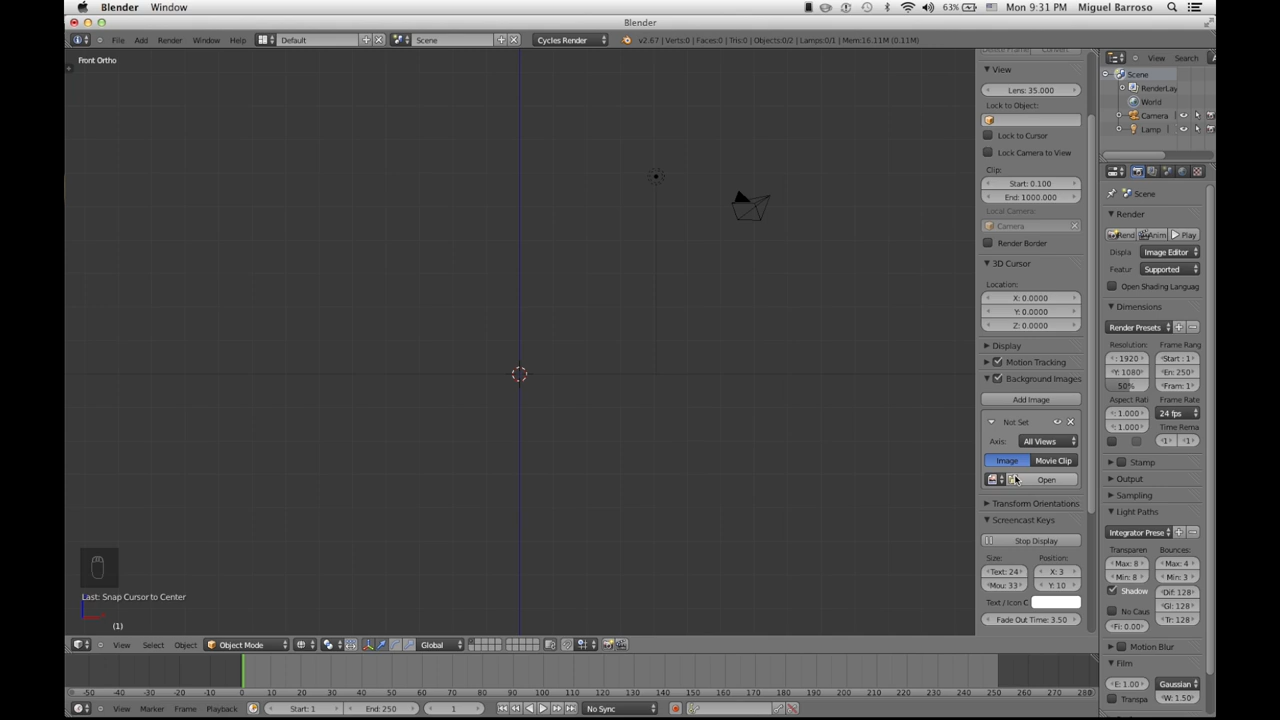 Blender Window 63% Mon 9:31 PM Miguel Barroso
Blender
File Add Render Window Help Default Scene Cycles Render v2.67 | Verts:0 | Faces:0 | Tris:0 | Objects:0/2 | Lamps:0/1 | Mem:16.11M (0.11M)
Front Ortho
View
Lens: 35.000
Lock to Object:
Lock to Cursor
Lock Camera to View
Clip:
Start: 0.100
End: 1000.000
Local Camera:
Camera
Render Border
3D Cursor
Location:
X: 0.0000
Y: 0.0000
Z: 0.0000
Display
Motion Tracking
Background Images
Add Image
Not Set
Axis: All Views
Image Movie Clip
Open
Transform Orientations
Screencast Keys
Stop Display
Size: Position:
Text: 24 X: 3
Mou: 33 Y: 10
Text / Icon C
Fade Out Time: 3.50
View Search
Scene
RenderLay
World
Camera
Lamp
Scene
Render
Rend Anim Play
Displa Image Editor
Featur Supported
Open Shading Languag
Dimensions
Render Presets
Resolution: Frame Rang
: 1920 Start : 1
Y: 1080 En: 250
50% Fram: 1
Aspect Rati Frame Rate
: 1.000 24 fps
: 1.000 Time Rema
1 1
Stamp
Output
Sampling
Light Paths
Integrator Prese
Transparen Bounces:
Max: 8 Max: 4
Min: 8 Min: 3
Shadow Dif: 128
Gl: 128
No Caus
Fi: 0.00 Tr: 128
Motion Blur
Film
E: 1.00 Gaussian
Transpa W: 1.50
Last: Snap Cursor to Center
(1)
View Select Object Object Mode Global
-50 -40 -30 -20 -10 0 10 20 30 40 50 60 70 80 90 100 110 120 130 140 150 160 170 180 190 200 210 220 230 240 250 260 270 280
View Marker Frame Playback Start: 1 End: 250 1 No Sync